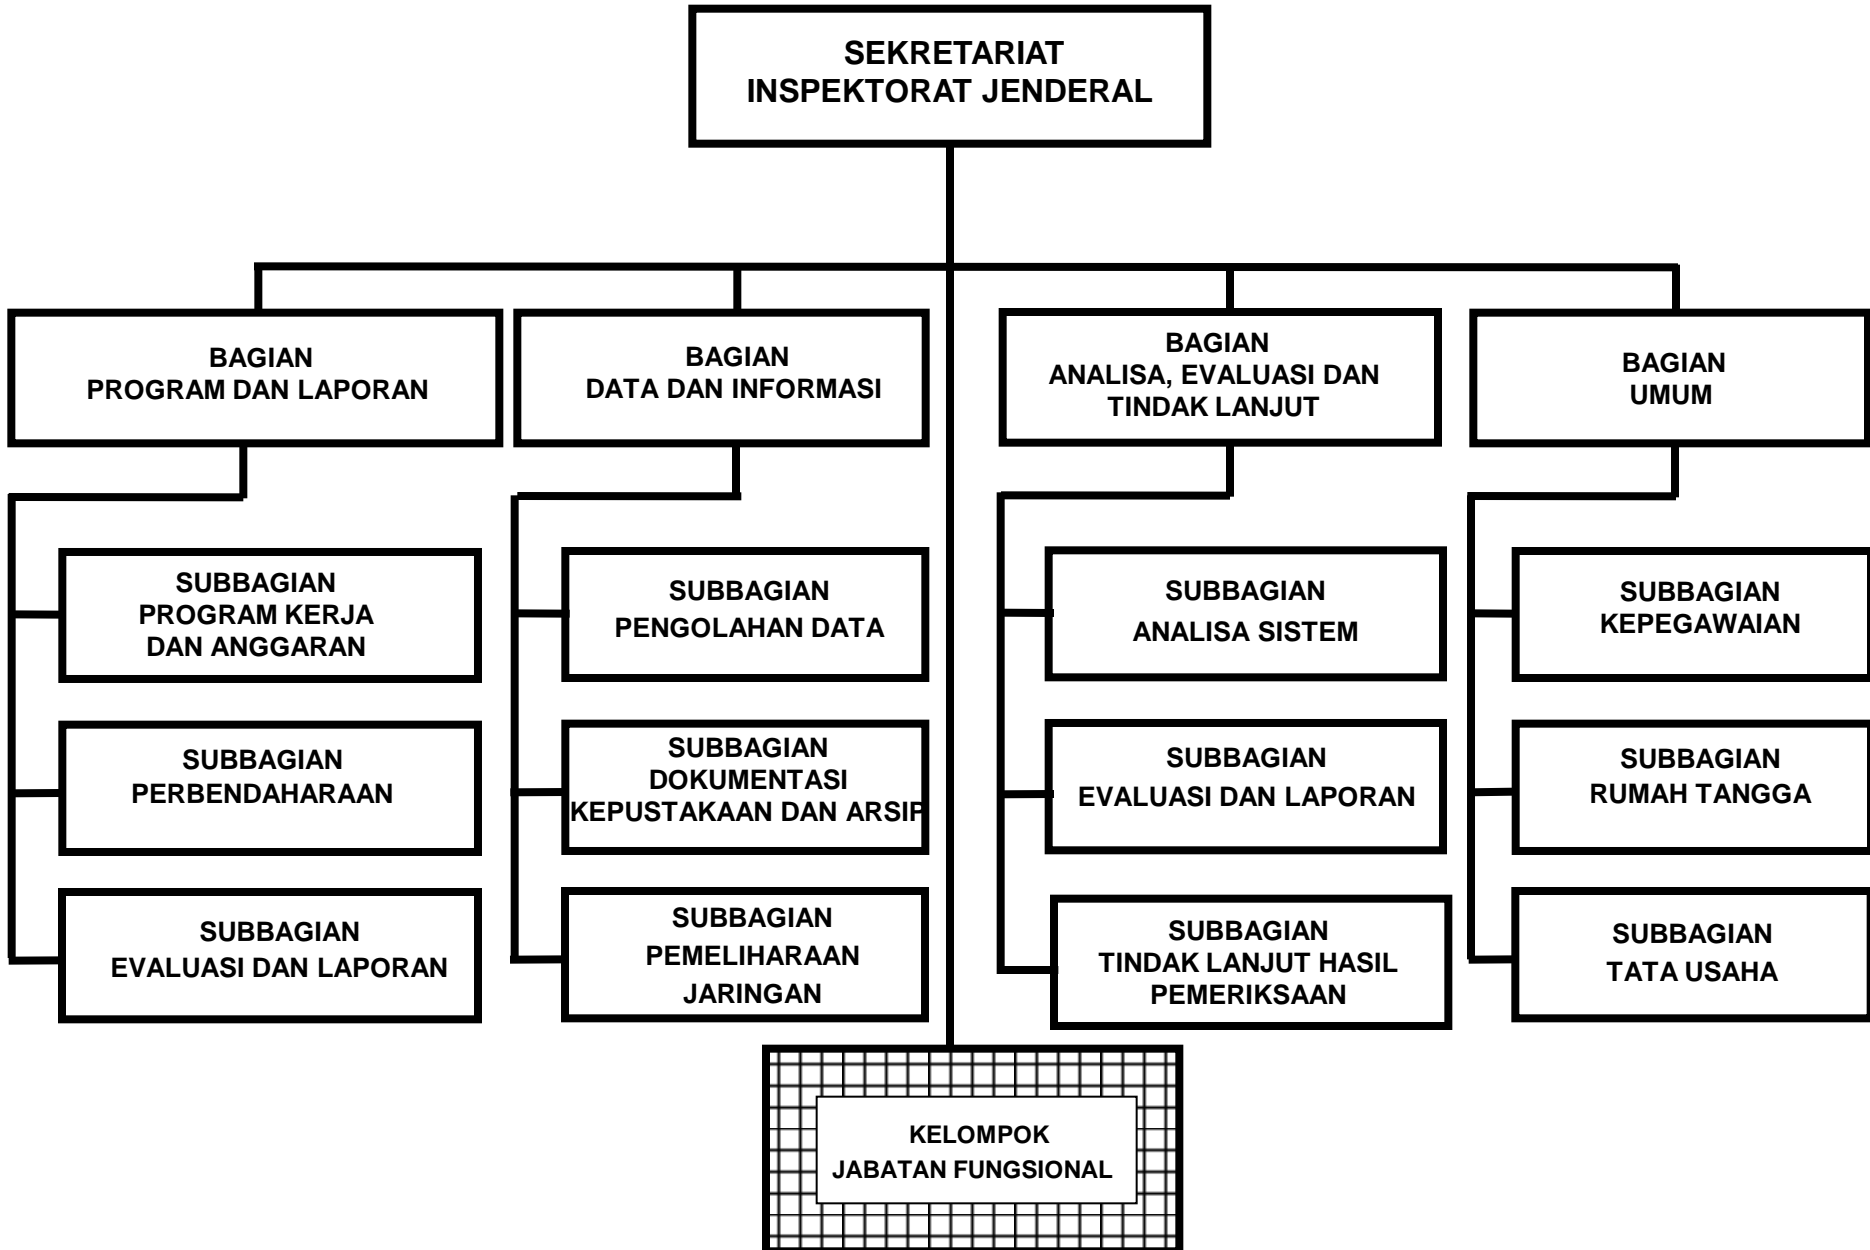 SEKRETARIAT
INSPEKTORAT JENDERAL
BAGIAN
PROGRAM DAN LAPORAN
BAGIAN
DATA DAN INFORMASI
BAGIAN
ANALISA, EVALUASI DAN
TINDAK LANJUT
BAGIAN
UMUM
SUBBAGIAN
PROGRAM KERJA
DAN ANGGARAN
SUBBAGIAN
PENGOLAHAN DATA
SUBBAGIAN
ANALISA SISTEM
SUBBAGIAN
KEPEGAWAIAN
SUBBAGIAN
PERBENDAHARAAN
SUBBAGIAN
DOKUMENTASI
KEPUSTAKAAN DAN ARSIP
SUBBAGIAN
EVALUASI DAN LAPORAN
SUBBAGIAN
RUMAH TANGGA
SUBBAGIAN
EVALUASI DAN LAPORAN
SUBBAGIAN
PEMELIHARAAN
JARINGAN
SUBBAGIAN
TINDAK LANJUT HASIL
PEMERIKSAAN
SUBBAGIAN
TATA USAHA
KELOMPOK
JABATAN FUNGSIONAL